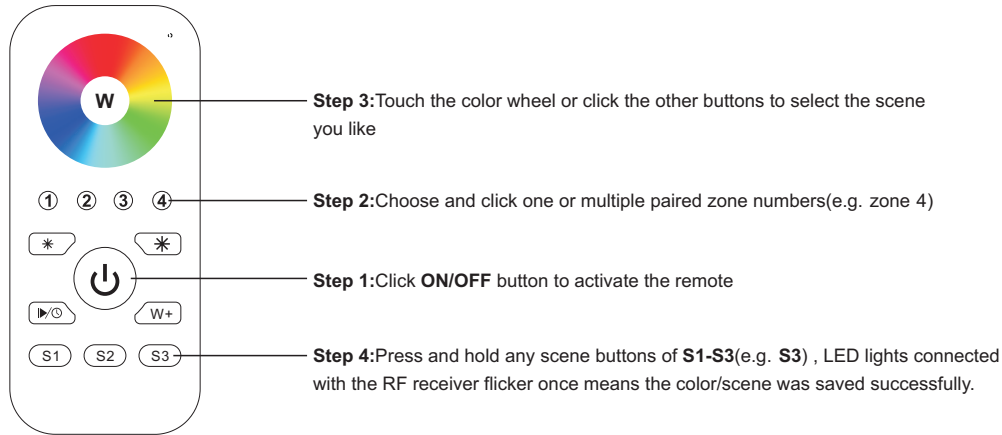 W
Step 3:Touch the color wheel or click the other buttons to select the scene
you like
① ② ③ ④
Step 2:Choose and click one or multiple paired zone numbers(e.g. zone 4)
Step 1:Click ON/OFF button to activate the remote
W+
S1 S2 S3
Step 4:Press and hold any scene buttons of S1-S3(e.g. S3) , LED lights connected
with the RF receiver flicker once means the color/scene was saved successfully.